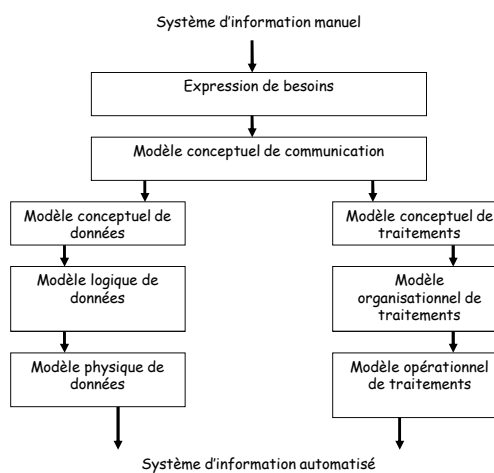 Système d'information manuel
Expression de besoins
Modèle conceptuel de communication
Modèle conceptuel de
données
Modèle conceptuel de
traitements
Modèle logique de
données
Modèle
organisationnel de
traitements
Modèle physique de
données
Modèle opérationnel
de traitements
Système d'information automatisé